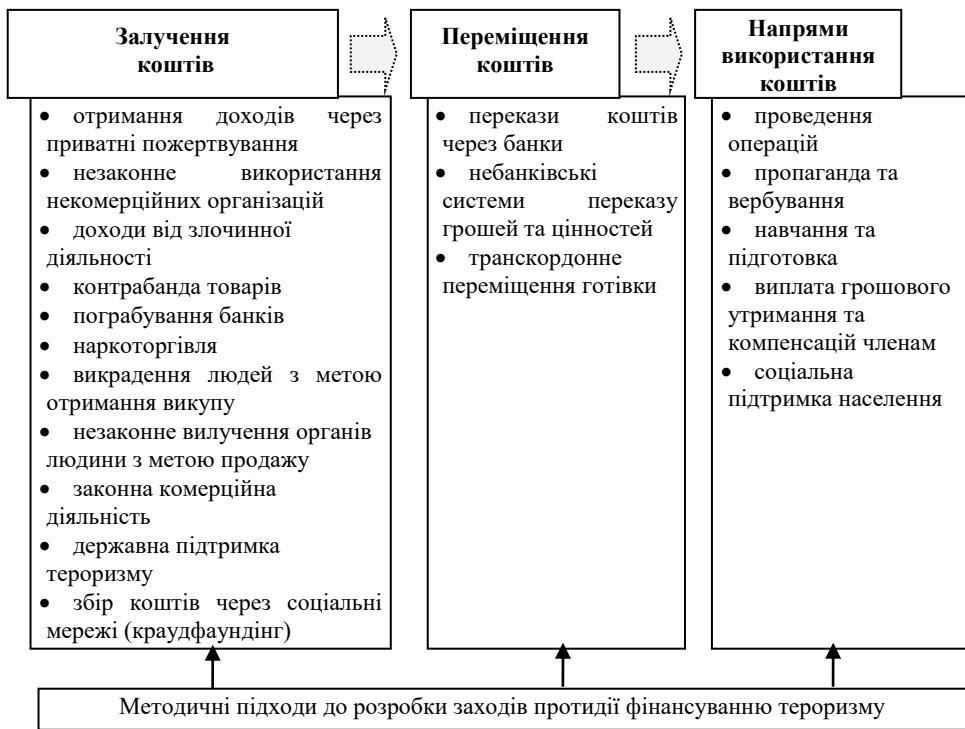 Залучення
коштів
Переміщення
коштів
Напрями
використання
коштів
• отримання доходів через
приватні пожертвування
• незаконне використання
некомерційних організацій
• доходи від злочинної
діяльності
• контрабанда товарів
• пограбування банків
• наркоторгівля
• викрадення людей з метою
отримання викупу
• незаконне вилучення органів
людини з метою продажу
• законна комерційна
діяльність
• державна підтримка
тероризму
• збір коштів через соціальні
мережі (краудфаундінг)
• перекази коштів
через банки
• небанківські
системи переказу
грошей та цінностей
• транскордонне
переміщення готівки
• проведення
операцій
• пропаганда та
вербування
• навчання та
підготовка
• виплата грошового
утримання та
компенсацій членам
• соціальна
підтримка населення
Методичні підходи до розробки заходів протидії фінансуванню тероризму